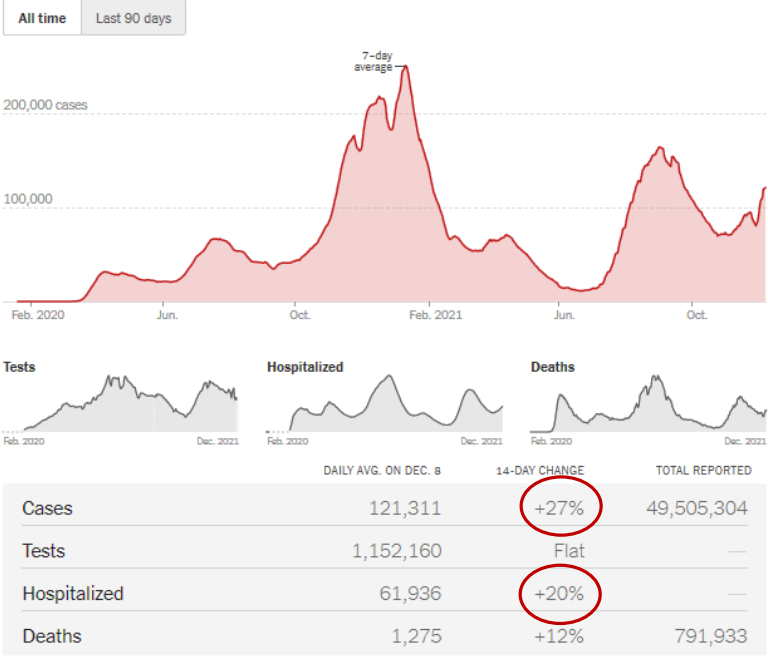 All time Last 90 days
7–day
average
200,000 cases
100,000
Feb. 2020 Jun. Oct. Feb. 2021 Jun. Oct.
Tests Hospitalized Deaths
Feb. 2020 Dec. 2021 Feb. 2020 Dec. 2021 Feb. 2020 Dec. 2021
DAILY AVG. ON DEC. 8 14-DAY CHANGE TOTAL REPORTED
Cases 121,311 +27% 49,505,304
Tests 1,152,160 Flat —
Hospitalized 61,936 +20% —
Deaths 1,275 +12% 791,933